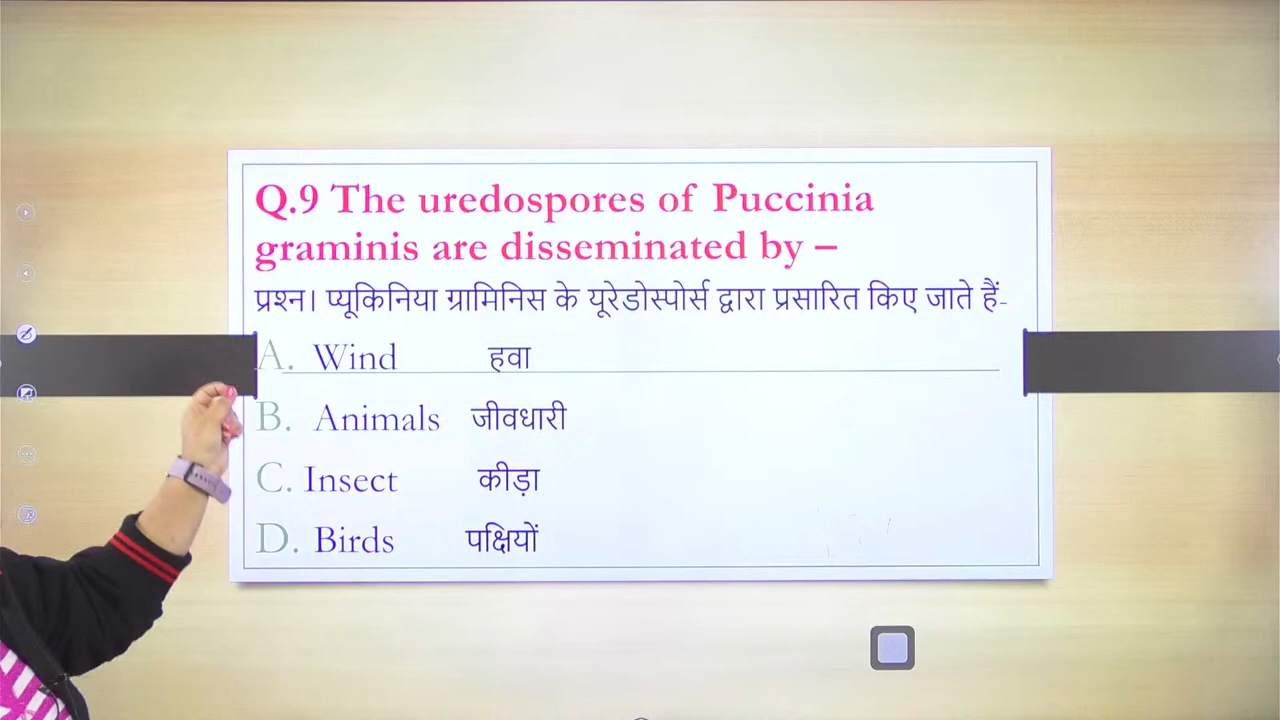 Q.9 The uredospores of Puccinia
graminis are disseminated by –
प्रश्न। प्यूकिनिया ग्रामिनिस के यूरेडोस्पोर्स द्वारा प्रसारित किए जाते हैं-
A. Wind हवा
B. Animals जीवधारी
C. Insect कीड़ा
D. Birds पक्षियों